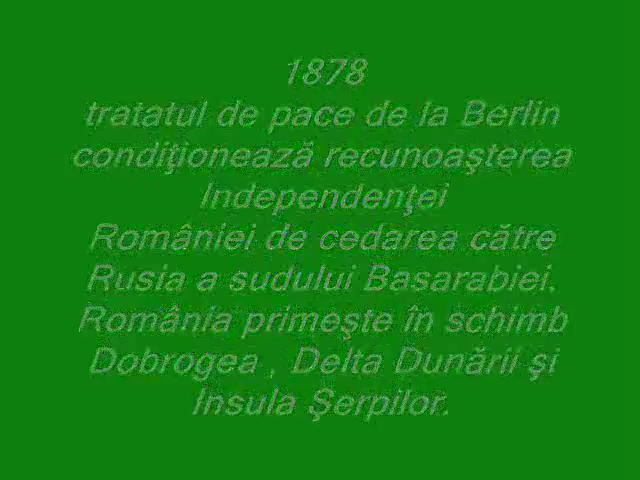 1878
tratatul de pace de la Berlin
condiţionează recunoaşterea
Independenţei
României de cedarea către
Rusia a sudului Basarabiei.
România primeşte în schimb
Dobrogea , Delta Dunării şi
Insula Şerpilor.